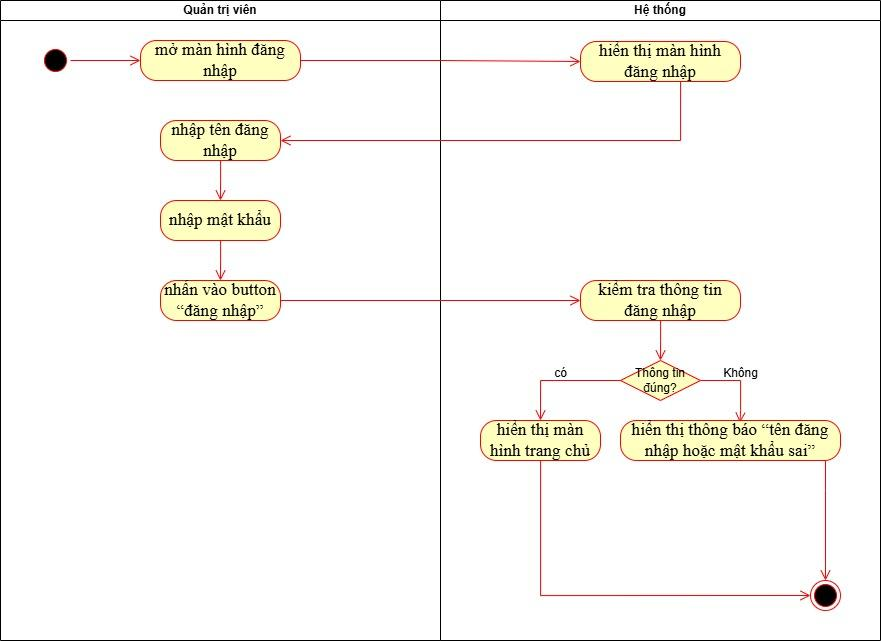 Quản trị viên
Hệ thống
mở màn hình đăng
nhập
hiển thị màn hình
đăng nhập
nhập tên đăng
nhập
nhập mật khẩu
nhấn vào button
“đăng nhập”
kiểm tra thông tin
đăng nhập
Thông tin
đúng?
có
Không
hiển thị màn
hình trang chủ
hiển thị thông báo “tên đăng
nhập hoặc mật khẩu sai”